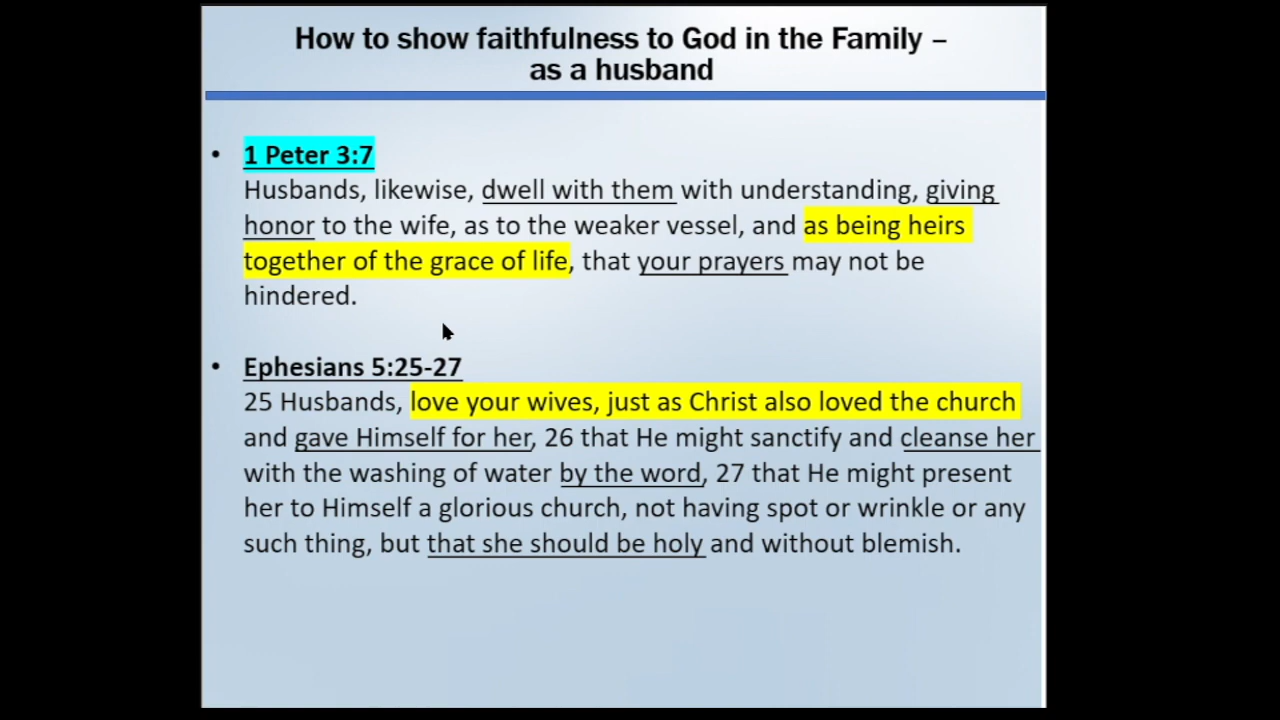 How to show faithfulness to God in the Family –
as a husband
• 1 Peter 3:7
Husbands, likewise, dwell with them with understanding, giving
honor to the wife, as to the weaker vessel, and as being heirs
together of the grace of life, that your prayers may not be
hindered.
• Ephesians 5:25-27
25 Husbands, love your wives, just as Christ also loved the church
and gave Himself for her, 26 that He might sanctify and cleanse her
with the washing of water by the word, 27 that He might present
her to Himself a glorious church, not having spot or wrinkle or any
such thing, but that she should be holy and without blemish.